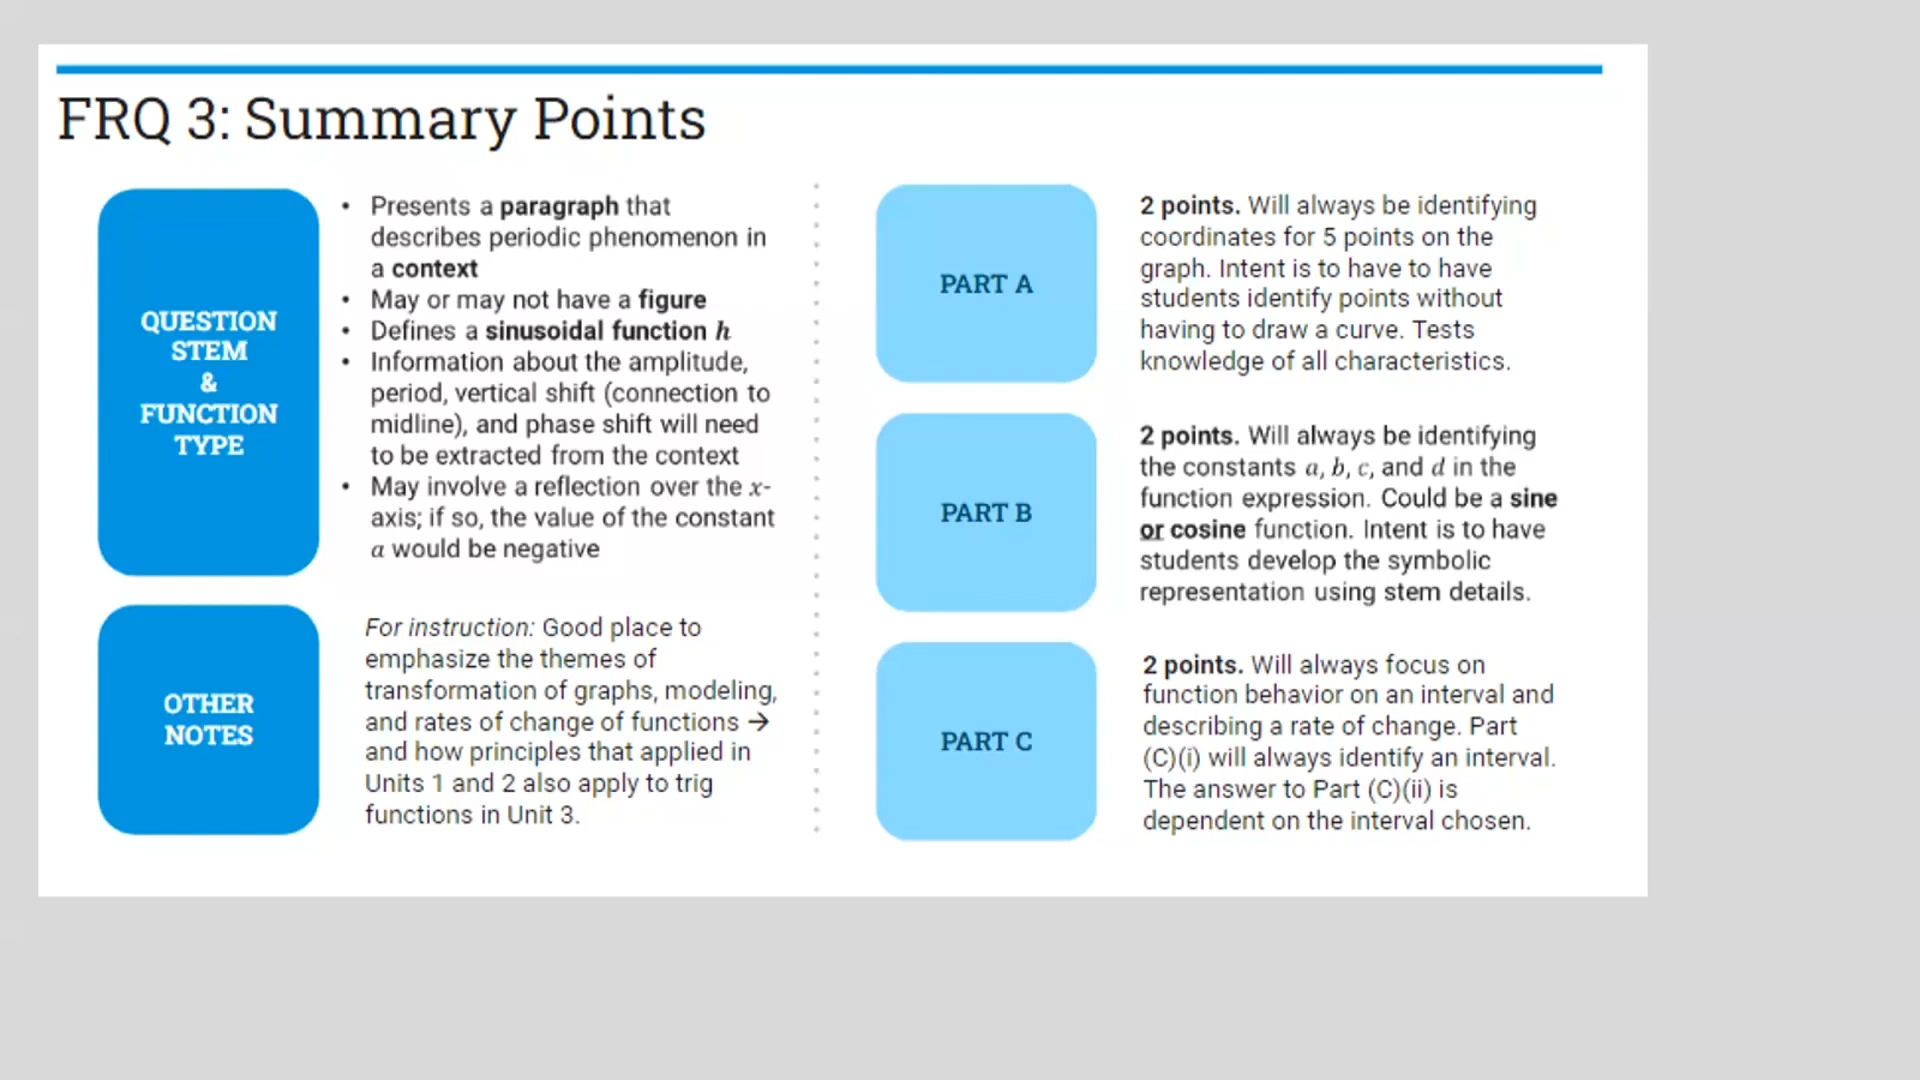 FRQ 3: Summary Points
QUESTION
STEM
&
FUNCTION
TYPE
• Presents a paragraph that
describes periodic phenomenon in
a context
• May or may not have a figure
• Defines a sinusoidal function h
• Information about the amplitude,
period, vertical shift (connection to
midline), and phase shift will need
to be extracted from the context
• May involve a reflection over the x-
axis; if so, the value of the constant
a would be negative
OTHER
NOTES
For instruction: Good place to
emphasize the themes of
transformation of graphs, modeling,
and rates of change of functions →
and how principles that applied in
Units 1 and 2 also apply to trig
functions in Unit 3.
PART A
2 points. Will always be identifying
coordinates for 5 points on the
graph. Intent is to have to have
students identify points without
having to draw a curve. Tests
knowledge of all characteristics.
PART B
2 points. Will always be identifying
the constants a, b, c, and d in the
function expression. Could be a sine
or cosine function. Intent is to have
students develop the symbolic
representation using stem details.
PART C
2 points. Will always focus on
function behavior on an interval and
describing a rate of change. Part
(C)(i) will always identify an interval.
The answer to Part (C)(ii) is
dependent on the interval chosen.